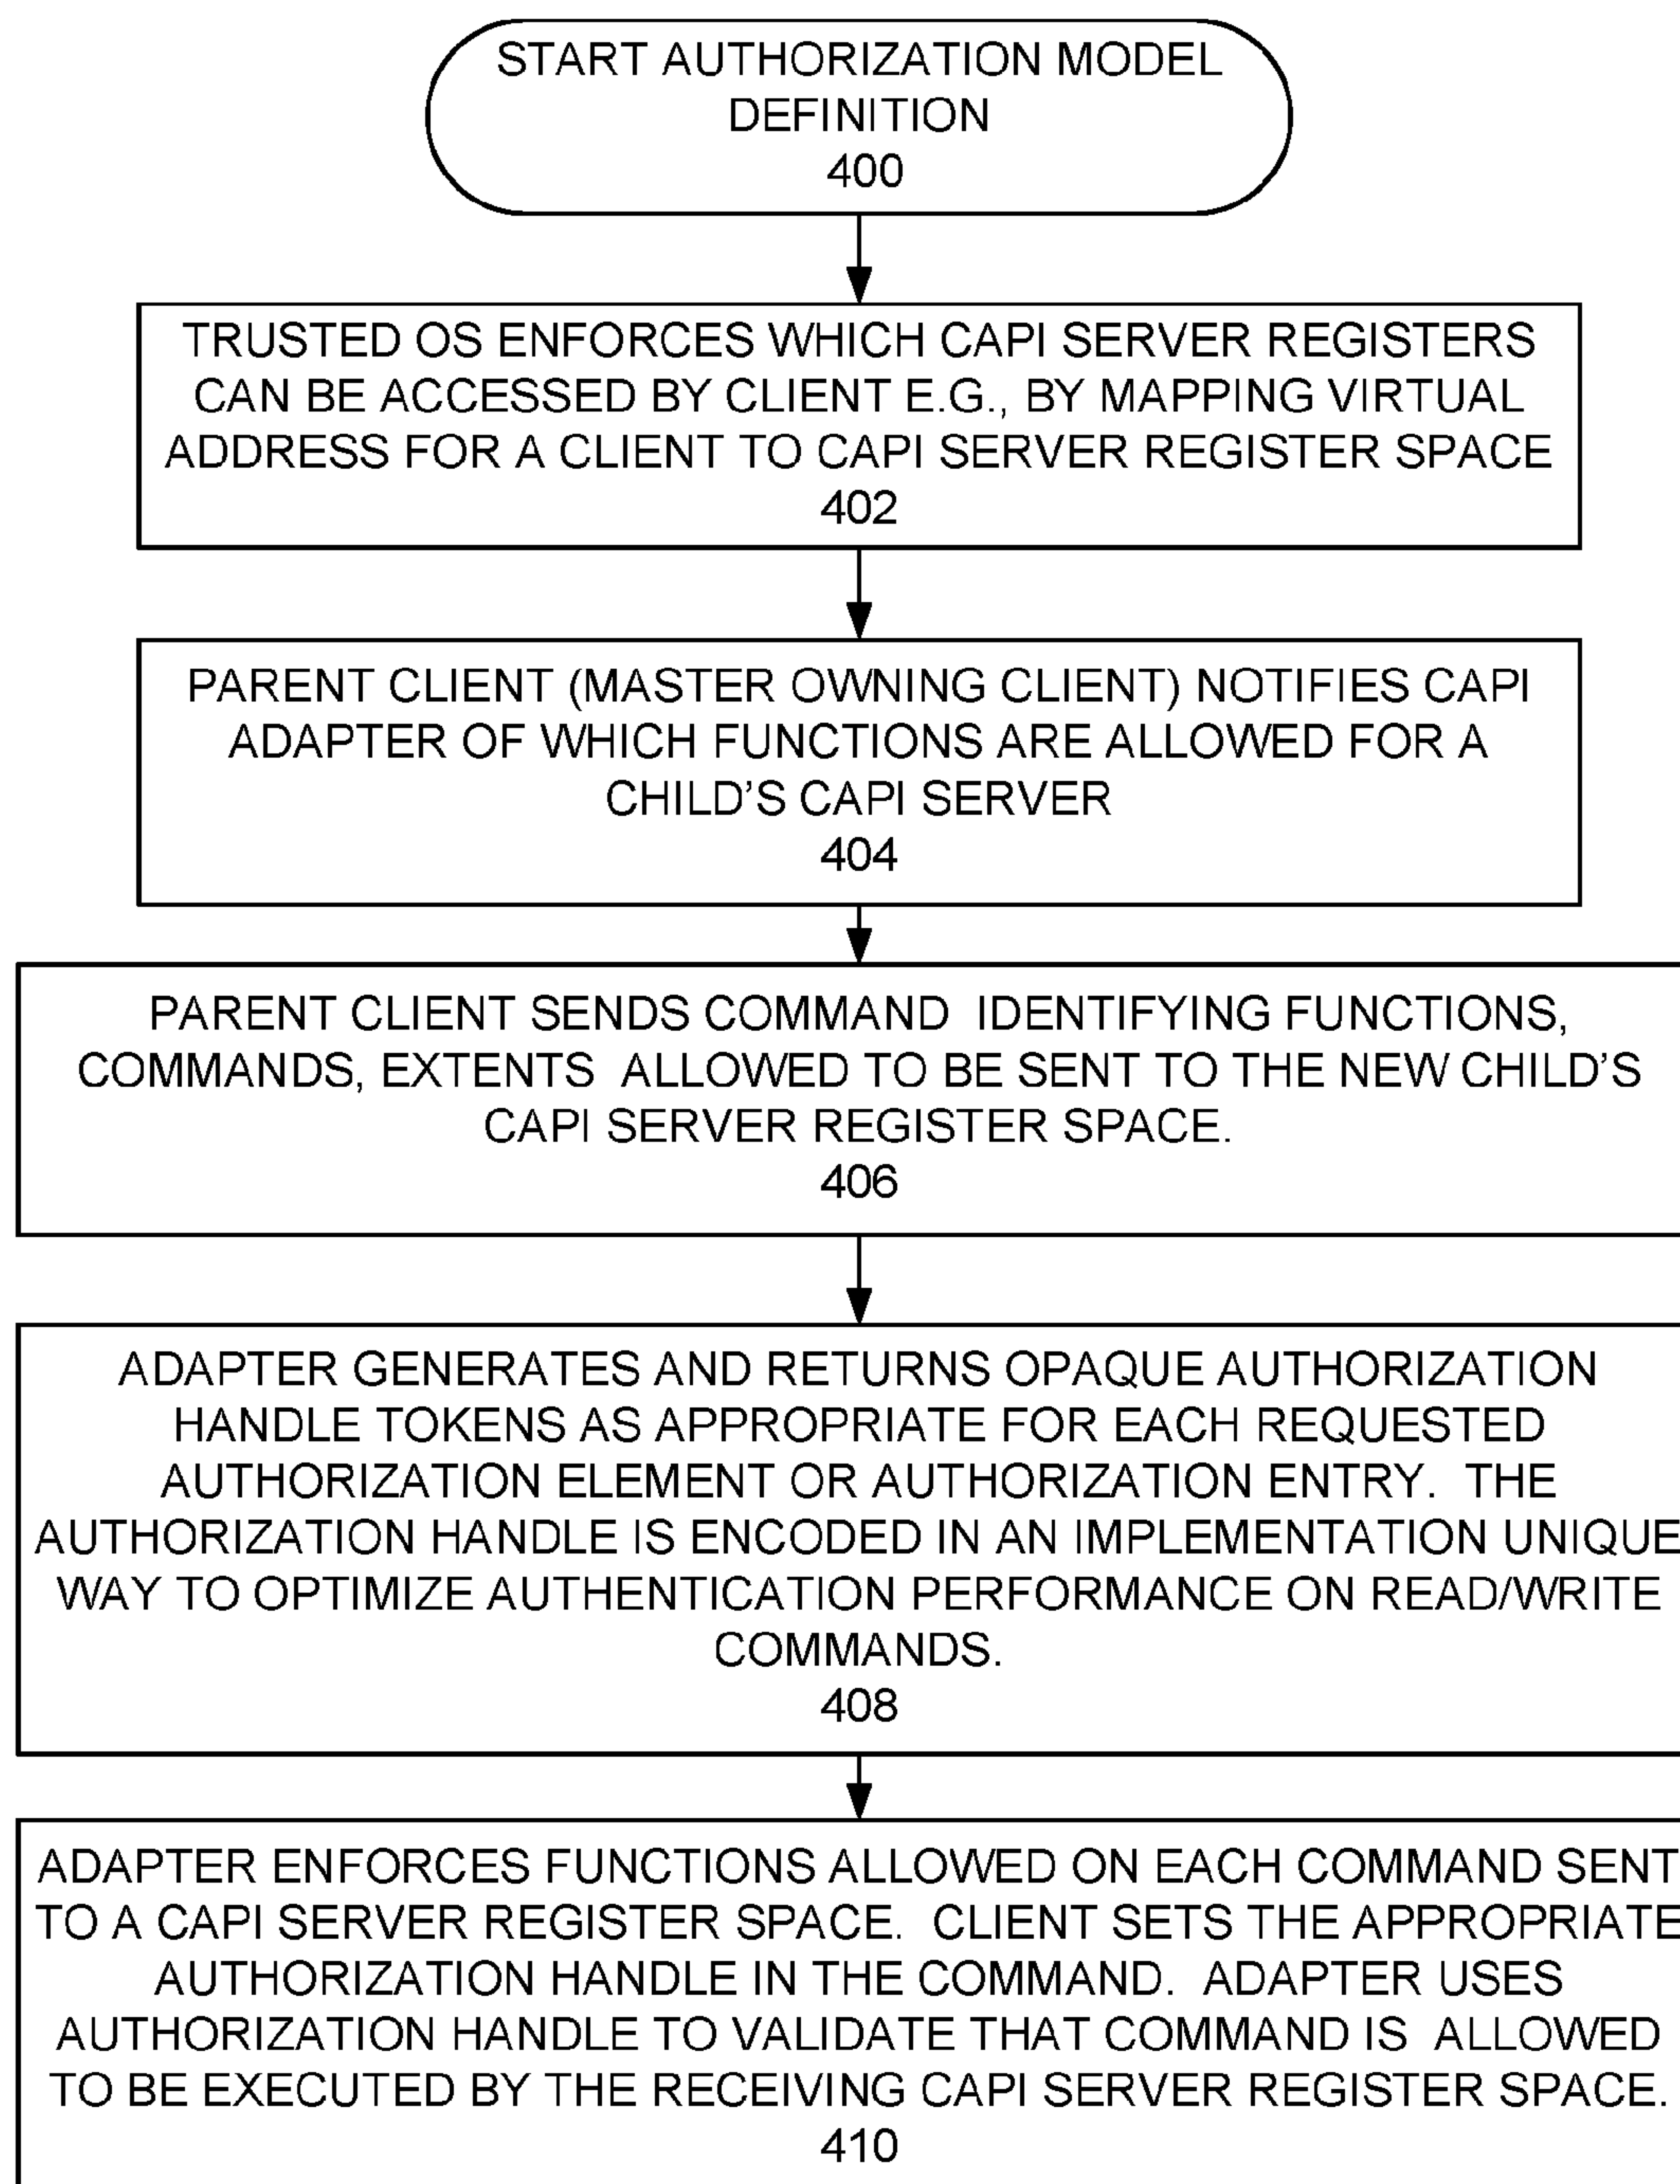 START AUTHORIZATION MODEL
DEFINITION
400
TRUSTED OS ENFORCES WHICH CAPI SERVER REGISTERS
CAN BE ACCESSED BY CLIENT E.G., BY MAPPING VIRTUAL
ADDRESS FOR A CLIENT TO CAPI SERVER REGISTER SPACE
402
PARENT CLIENT (MASTER OWNING CLIENT) NOTIFIES CAPI
ADAPTER OF WHICH FUNCTIONS ARE ALLOWED FOR A
CHILD’S CAPI SERVER
404
PARENT CLIENT SENDS COMMAND IDENTIFYING FUNCTIONS,
COMMANDS, EXTENTS ALLOWED TO BE SENT TO THE NEW CHILD’S
CAPI SERVER REGISTER SPACE.
406
ADAPTER GENERATES AND RETURNS OPAQUE AUTHORIZATION
HANDLE TOKENS AS APPROPRIATE FOR EACH REQUESTED
AUTHORIZATION ELEMENT OR AUTHORIZATION ENTRY. THE
AUTHORIZATION HANDLE IS ENCODED IN AN IMPLEMENTATION UNIQUE
WAY TO OPTIMIZE AUTHENTICATION PERFORMANCE ON READ/WRITE
COMMANDS.
408
ADAPTER ENFORCES FUNCTIONS ALLOWED ON EACH COMMAND SENT
TO A CAPI SERVER REGISTER SPACE. CLIENT SETS THE APPROPRIATE
AUTHORIZATION HANDLE IN THE COMMAND. ADAPTER USES
AUTHORIZATION HANDLE TO VALIDATE THAT COMMAND IS ALLOWED
TO BE EXECUTED BY THE RECEIVING CAPI SERVER REGISTER SPACE.
410